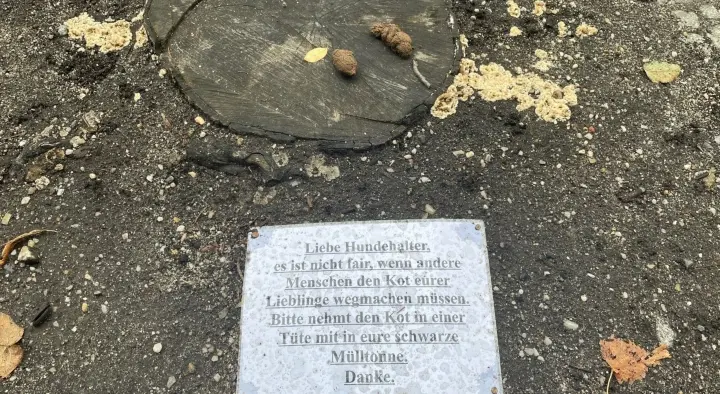 Liebe Hundehalter,
es ist nicht fair, wenn andere
Menschen den Kot eurer
Lieblinge wegmachen müssen.
Bitte nehmt den Kot in einer
Tüte mit in eure schwarze
Mülltonne.
Danke.